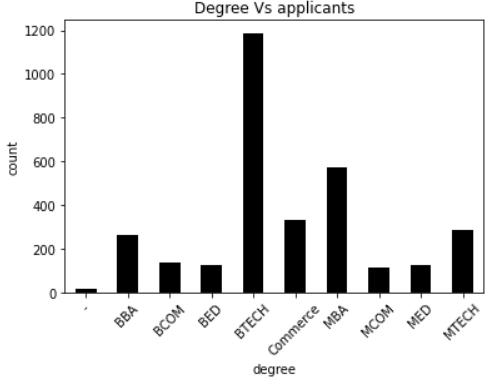 Degree Vs applicants
1200
1000
800
600
400
200
0
count
- BBA BCOM BED BTECH Commerce MBA MCOM MED MTECH
degree